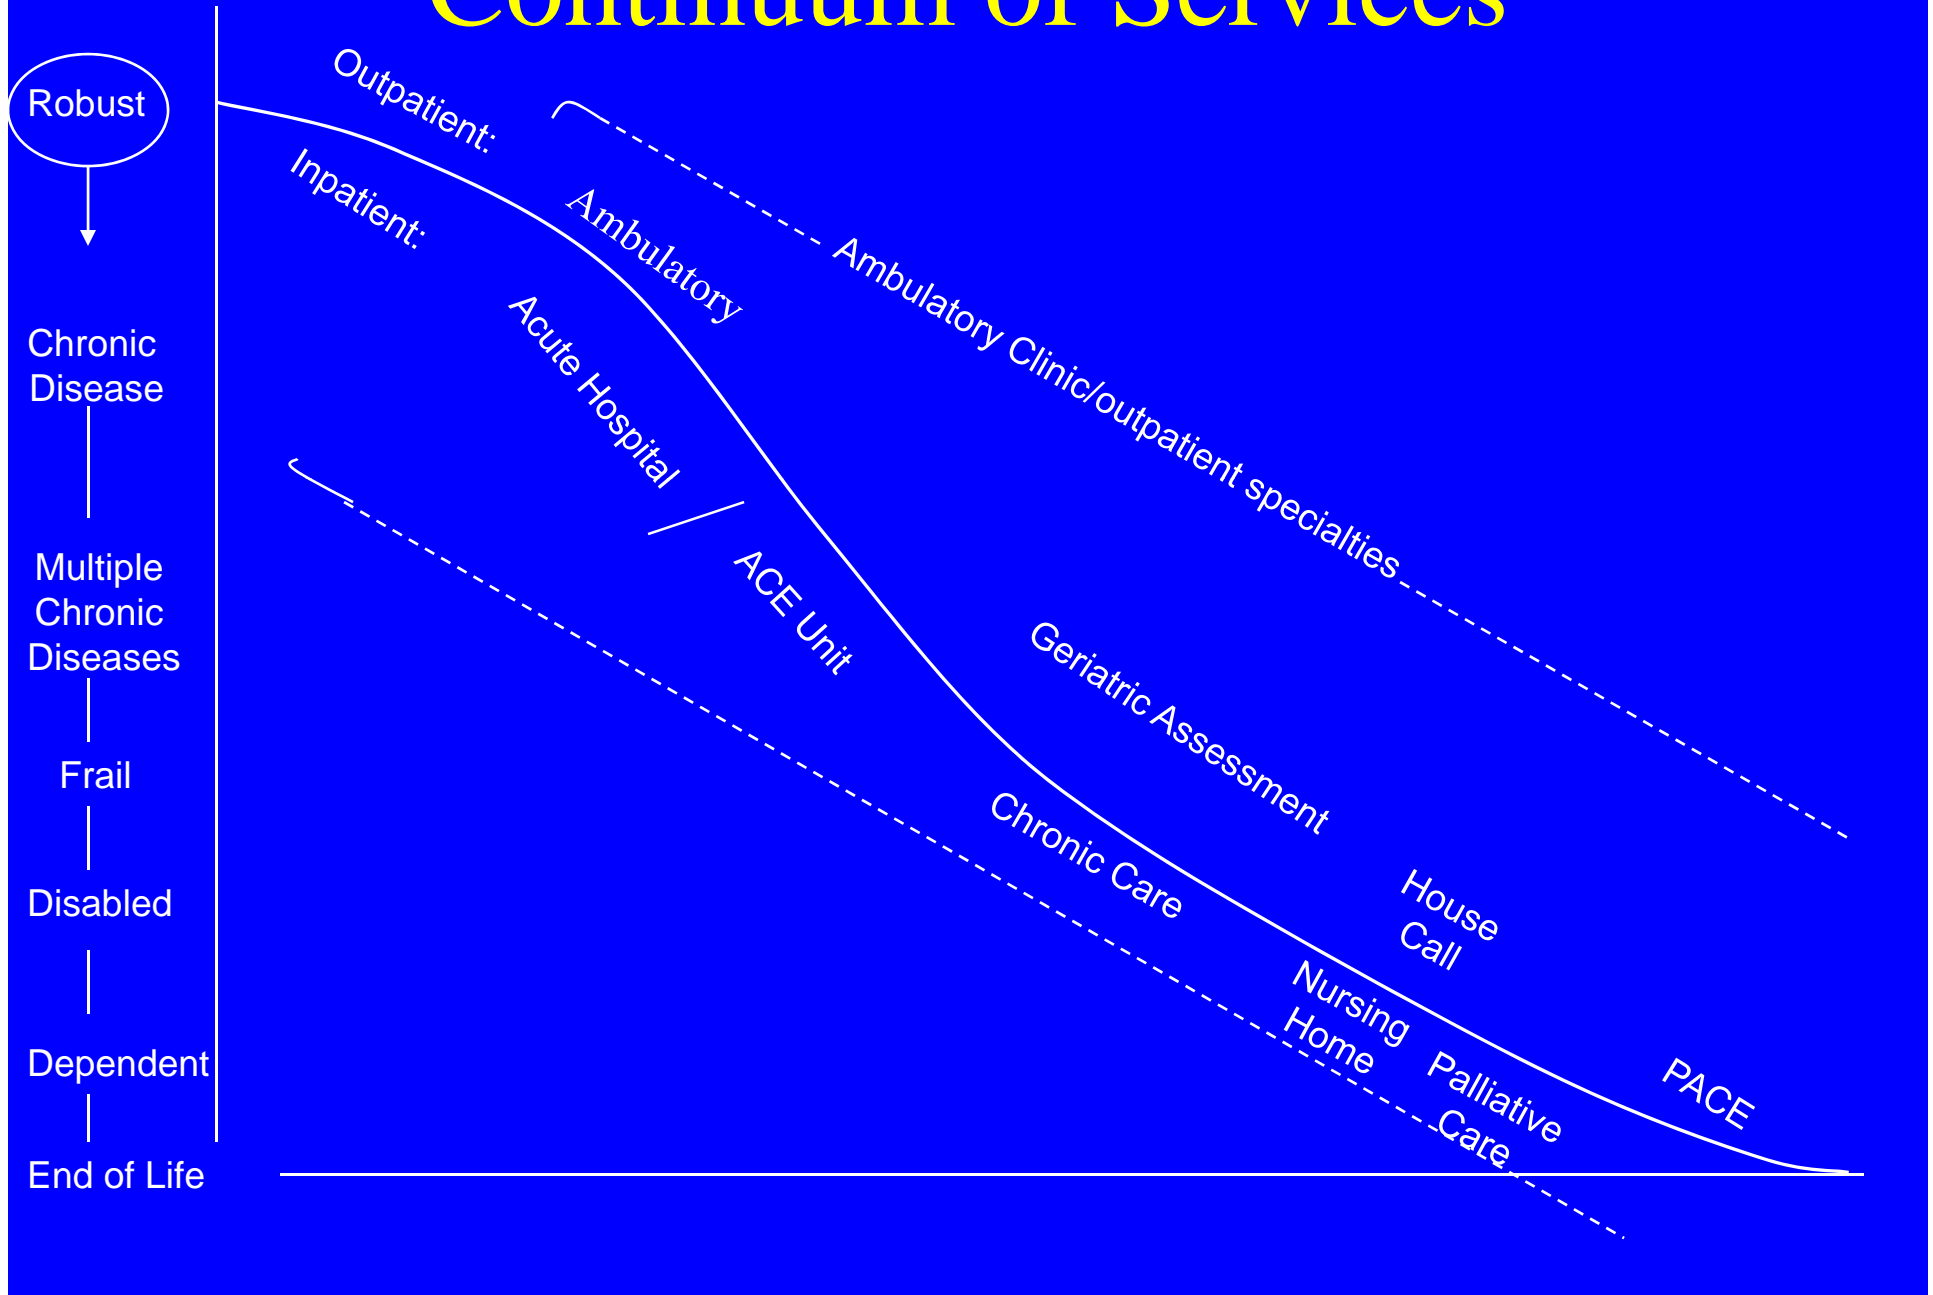 Continuum of Services
Robust
Chronic
Disease
Multiple
Chronic
Diseases
Frail
Disabled
Dependent
End of Life
Outpatient:
Inpatient:
Ambulatory
Ambulatory Clinic/outpatient specialties
Acute Hospital
ACE Unit
Geriatric Assessment
Chronic Care
House
Call
Nursing
Home
Palliative
Care
PACE